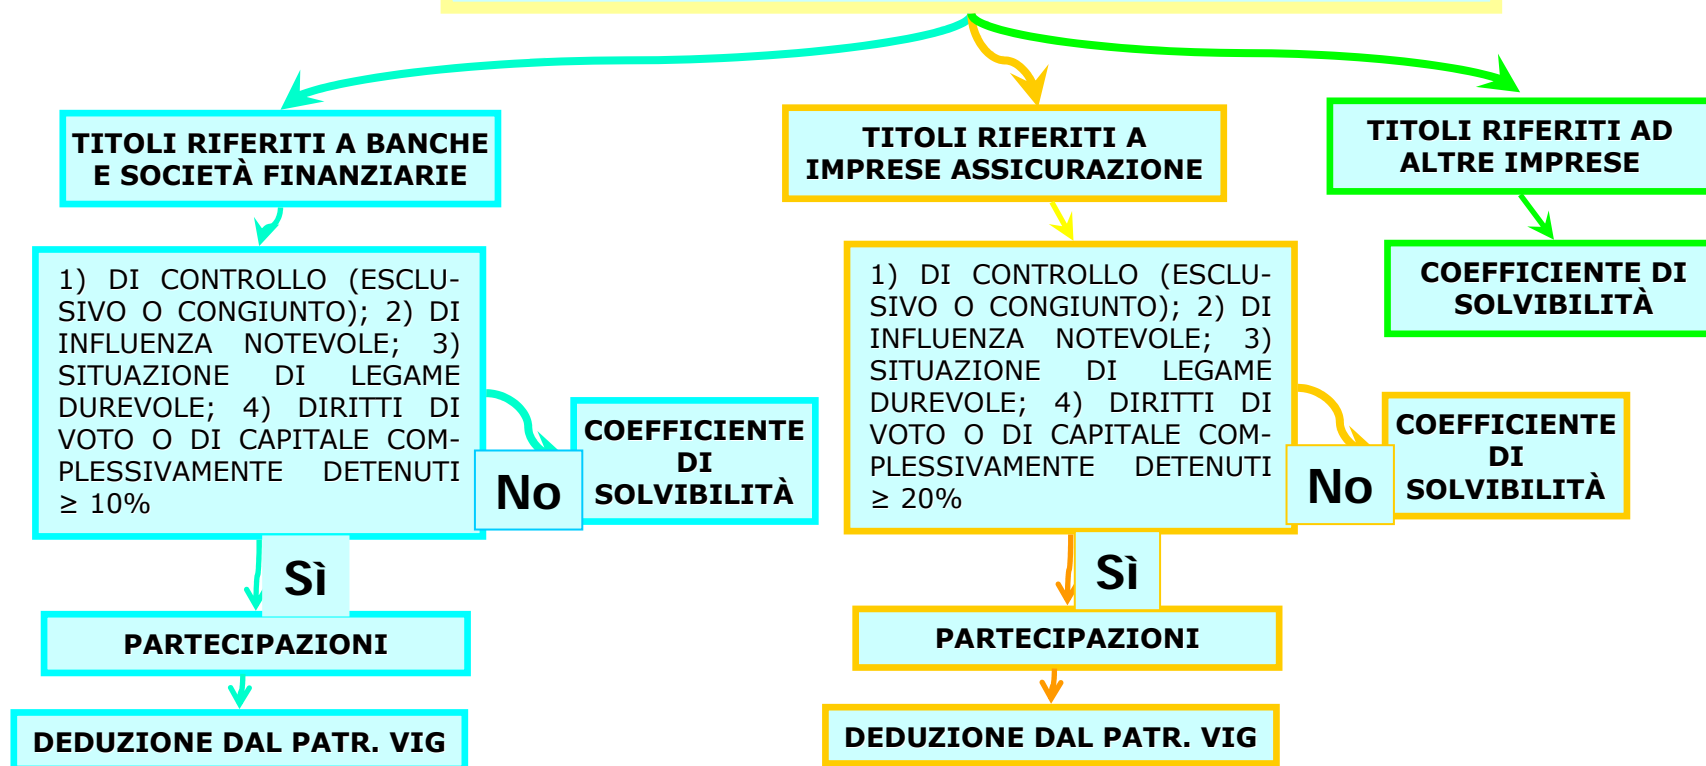 TITOLI RIFERITI A BANCHE
E SOCIETÀ FINANZIARIE
TITOLI RIFERITI A
IMPRESE ASSICURAZIONE
TITOLI RIFERITI AD
ALTRE IMPRESE
1) DI CONTROLLO (ESCLU-
SIVO O CONGIUNTO); 2) DI
INFLUENZA NOTEVOLE; 3)
SITUAZIONE DI LEGAME
DUREVOLE; 4) DIRITTI DI
VOTO O DI CAPITALE COM-
PLESSIVAMENTE DETENUTI
≥ 10%
No
COEFFICIENTE
DI
SOLVIBILITÀ
1) DI CONTROLLO (ESCLU-
SIVO O CONGIUNTO); 2) DI
INFLUENZA NOTEVOLE; 3)
SITUAZIONE DI LEGAME
DUREVOLE; 4) DIRITTI DI
VOTO O DI CAPITALE COM-
PLESSIVAMENTE DETENUTI
≥ 20%
No
COEFFICIENTE
DI
SOLVIBILITÀ
COEFFICIENTE DI
SOLVIBILITÀ
Sì
PARTECIPAZIONI
DEDUZIONE DAL PATR. VIG
Sì
PARTECIPAZIONI
DEDUZIONE DAL PATR. VIG